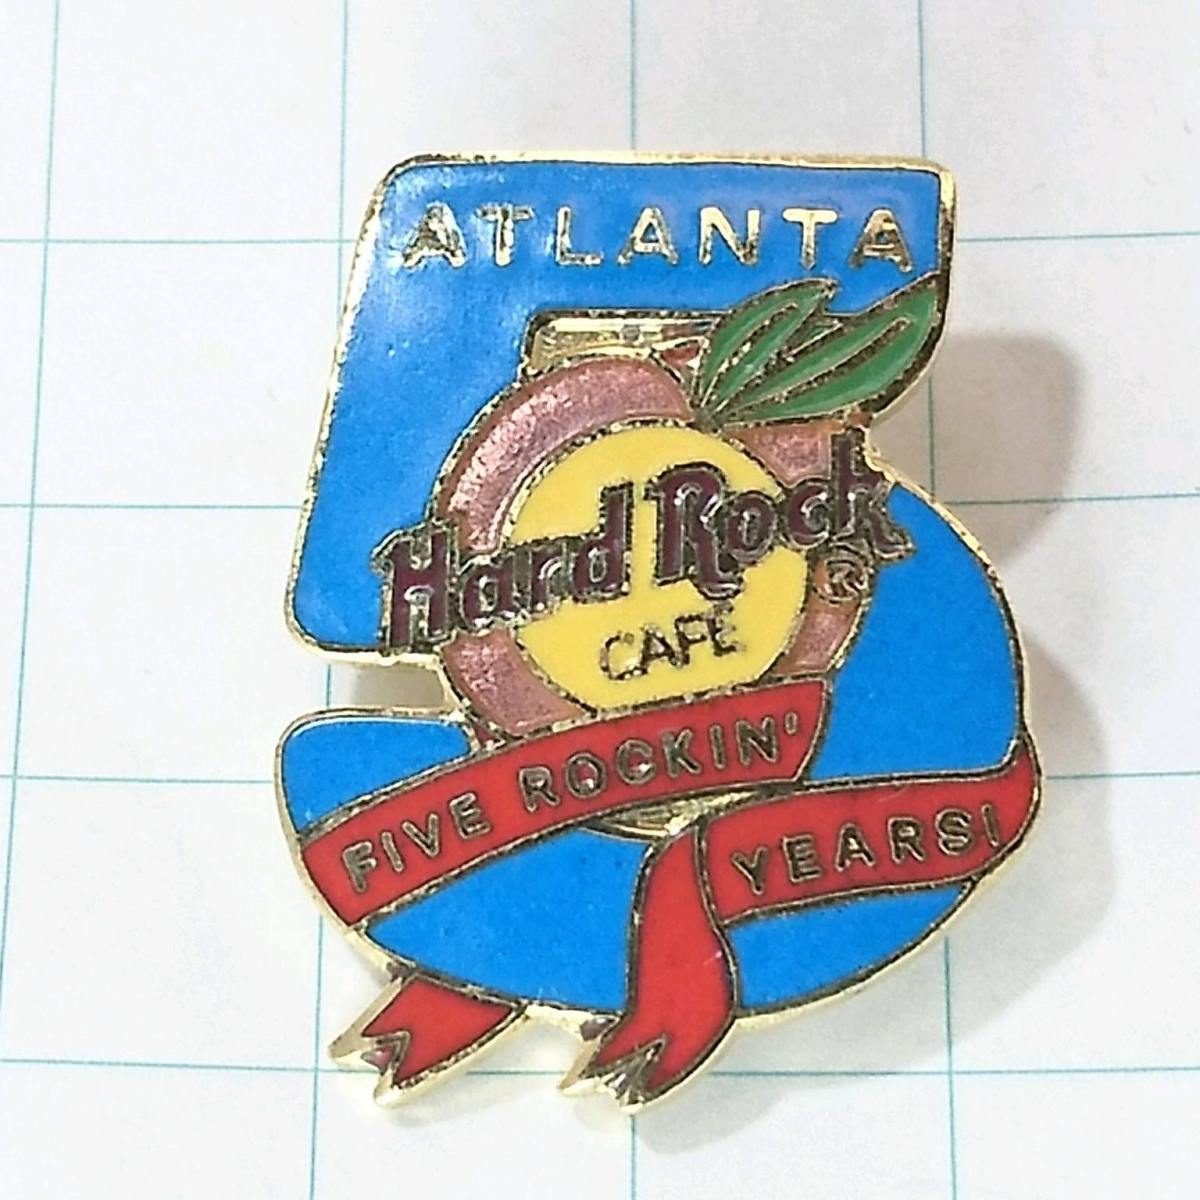 ATLANTA
Hard Rock ®
CAFE
FIVE ROCKIN'
YEARS!